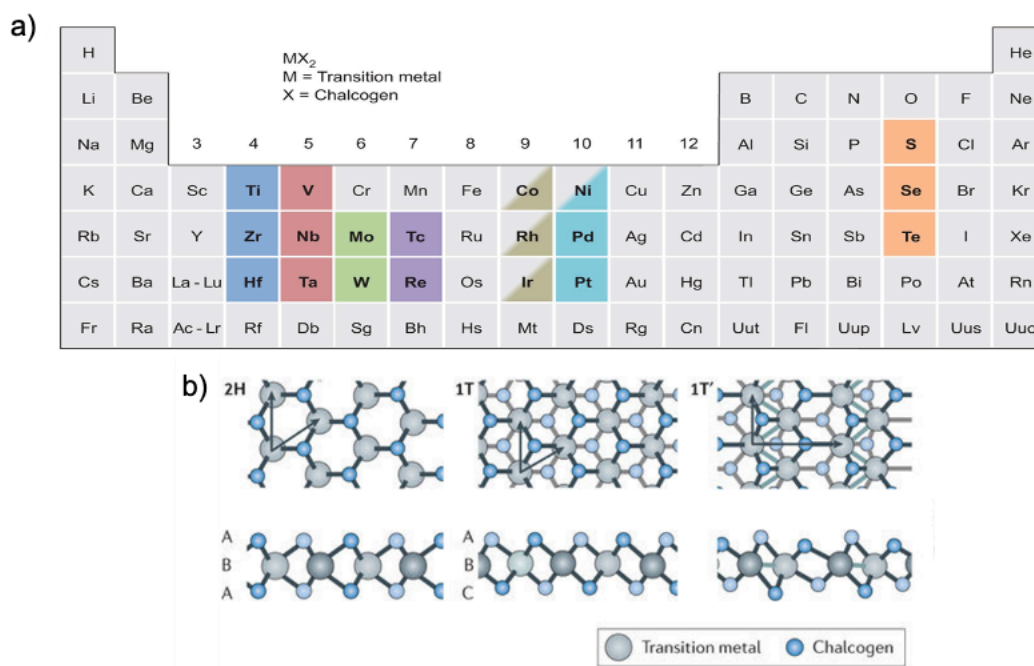 a)
H He
MX₂
M = Transition metal
X = Chalcogen
Li Be B C N O F Ne
Na Mg 3 4 5 6 7 8 9 10 11 12 Al Si P S Cl Ar
K Ca Sc Ti V Cr Mn Fe Co Ni Cu Zn Ga Ge As Se Br Kr
Rb Sr Y Zr Nb Mo Tc Ru Rh Pd Ag Cd In Sn Sb Te I Xe
Cs Ba La - Lu Hf Ta W Re Os Ir Pt Au Hg Tl Pb Bi Po At Rn
Fr Ra Ac - Lr Rf Db Sg Bh Hs Mt Ds Rg Cn Uut Fl Uup Lv Uus Uuo
b)
2H 1T 1T′
A A
B B
A C
Transition metal Chalcogen